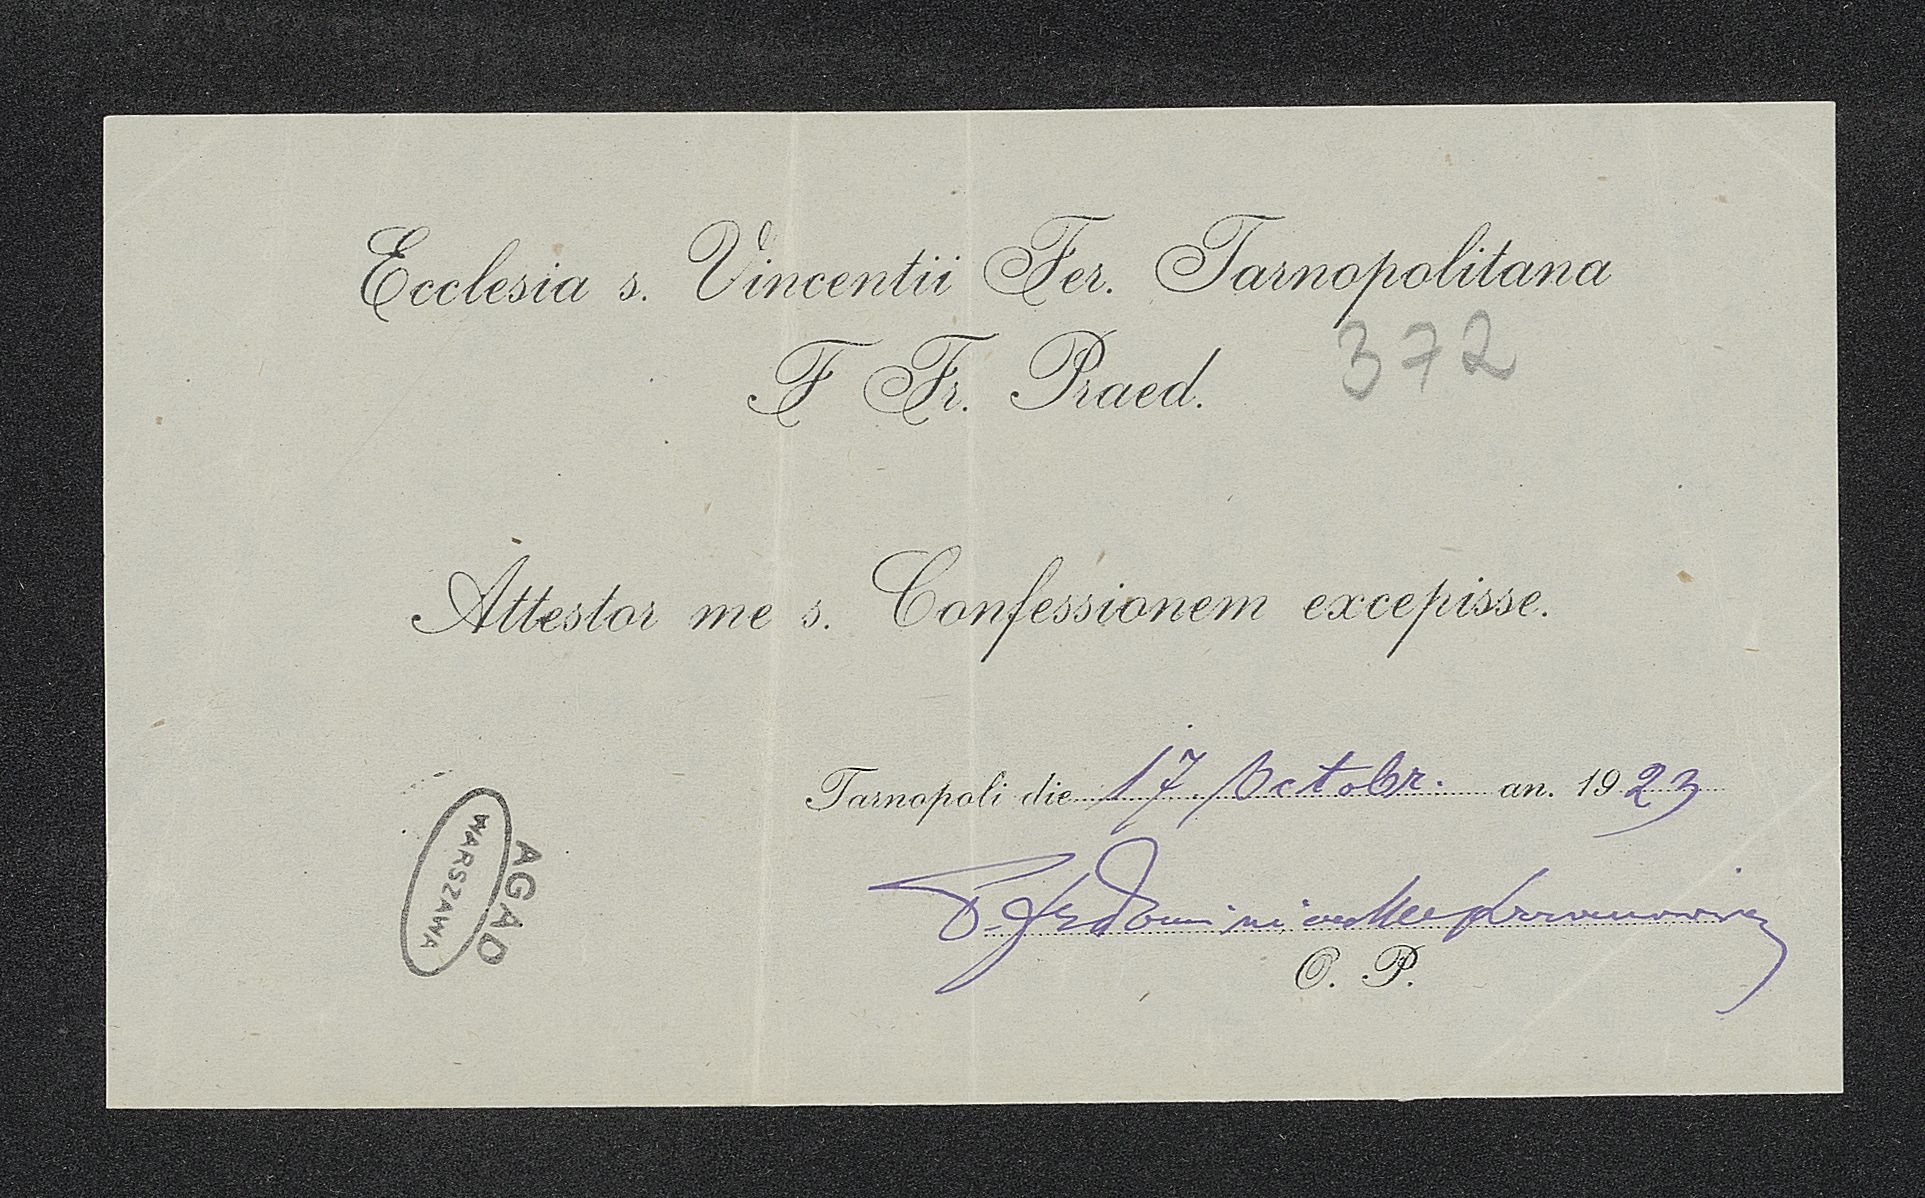 Ecclesia s. Vincentii Fer. Tarnopolitana
F Fr. Praed.
372
Attestor me s. Confessionem excepisse.
Tarnopoli die 17 Octobr. an. 1923
O. P.
AGAD
WARSZAWA